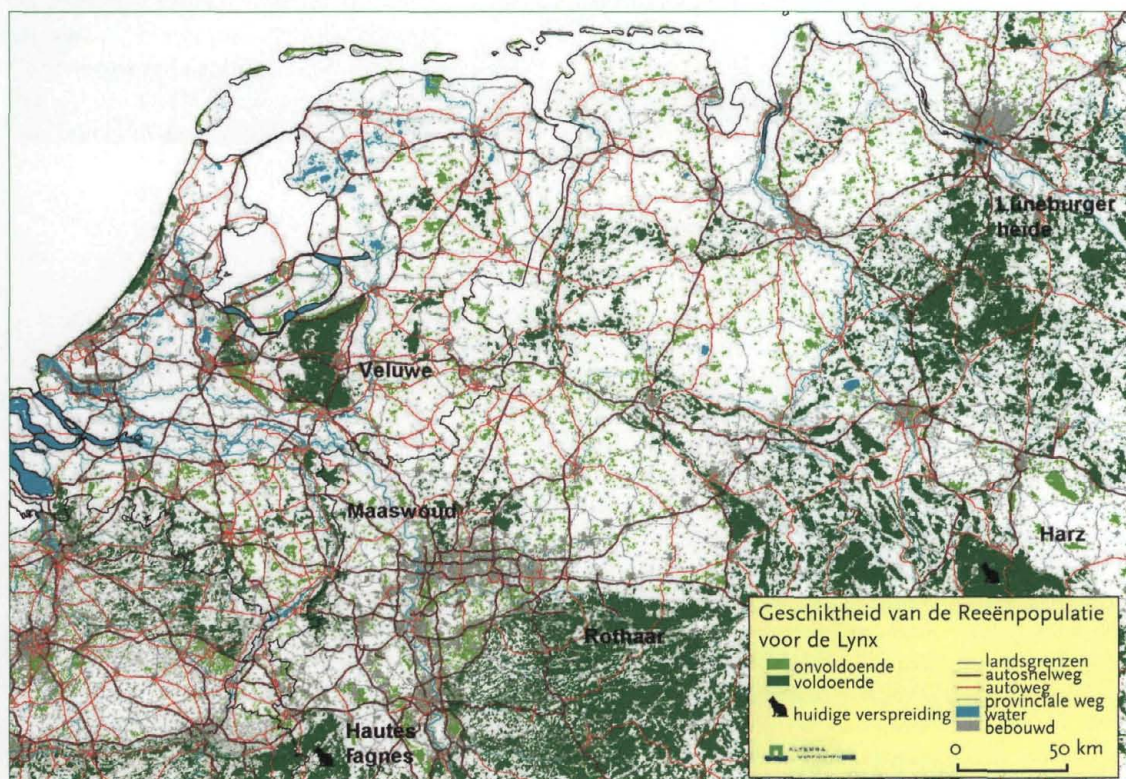 Lüneburger
heide
Veluwe
Maaswoud
Harz
Rothaar
Hautes
fagnes
Geschiktheid van de Reeënpopulatie
voor de Lynx
onvoldoende
voldoende
huidige verspreiding
landsgrenzen
autosnelweg
autoweg
provinciale weg
water
bebouwd
ALTERRA
0 50 km